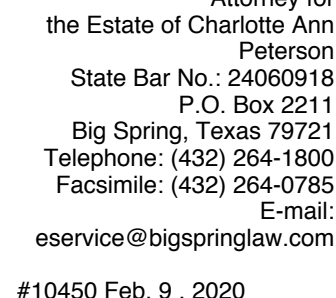 Attorney for
the Estate of Charlotte Ann
Peterson
State Bar No.: 24060918
P.O. Box 2211
Big Spring, Texas 79721
Telephone: (432) 264-1800
Facsimile: (432) 264-0785
E-mail:
eservice@bigspringlaw.com
#10450 Feb. 9 , 2020